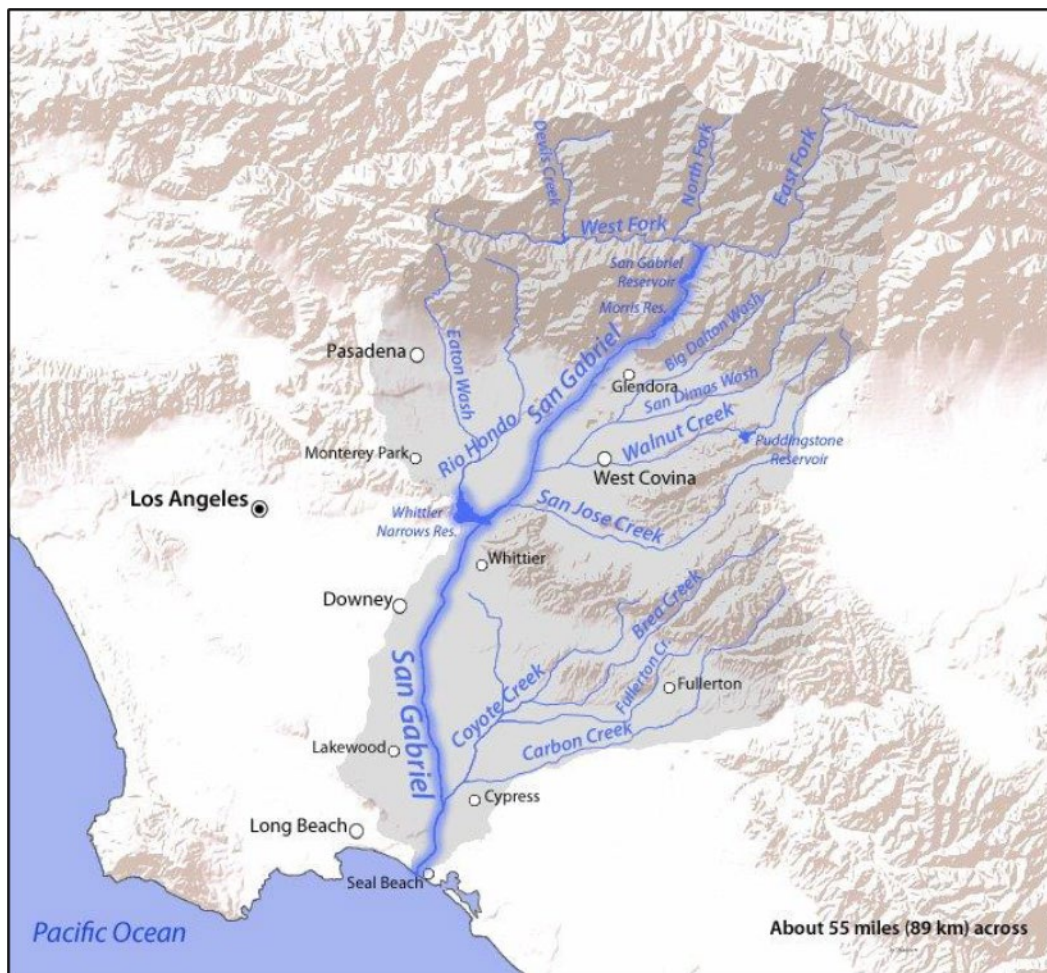 Devils Creek
North Fork
East Fork
West Fork
San Gabriel
Reservoir
Morris Res.
Big Dalton Wash
Pasadena
Eaton Wash
San Gabriel
Glendora
San Dimas Wash
Rio Hondo
Walnut Creek
Monterey Park
Puddingstone
Reservoir
West Covina
Los Angeles
San Jose Creek
Whittier
Narrows Res.
Whittier
Downey
Brea Creek
Fullerton Cr.
Fullerton
San Gabriel
Coyote Creek
Carbon Creek
Lakewood
Cypress
Long Beach
Seal Beach
Pacific Ocean
About 55 miles (89 km) across